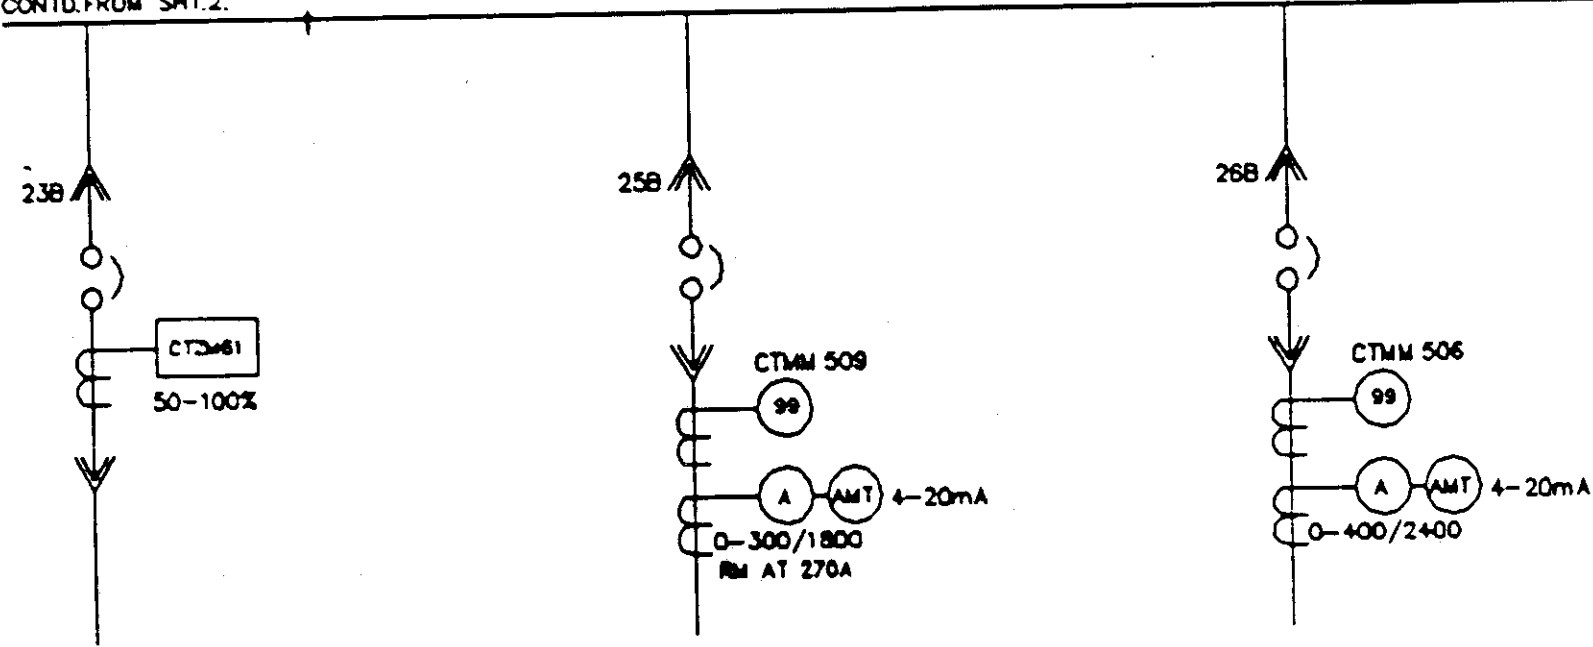 CONTD.FROM SHT.2.
23B
25B
26B
50-100%
CTMM 509
99
A
AMT
4-20mA
0-300/1800
RM AT 270A
CTMM 506
99
A
AMT
4-20mA
0-400/2400